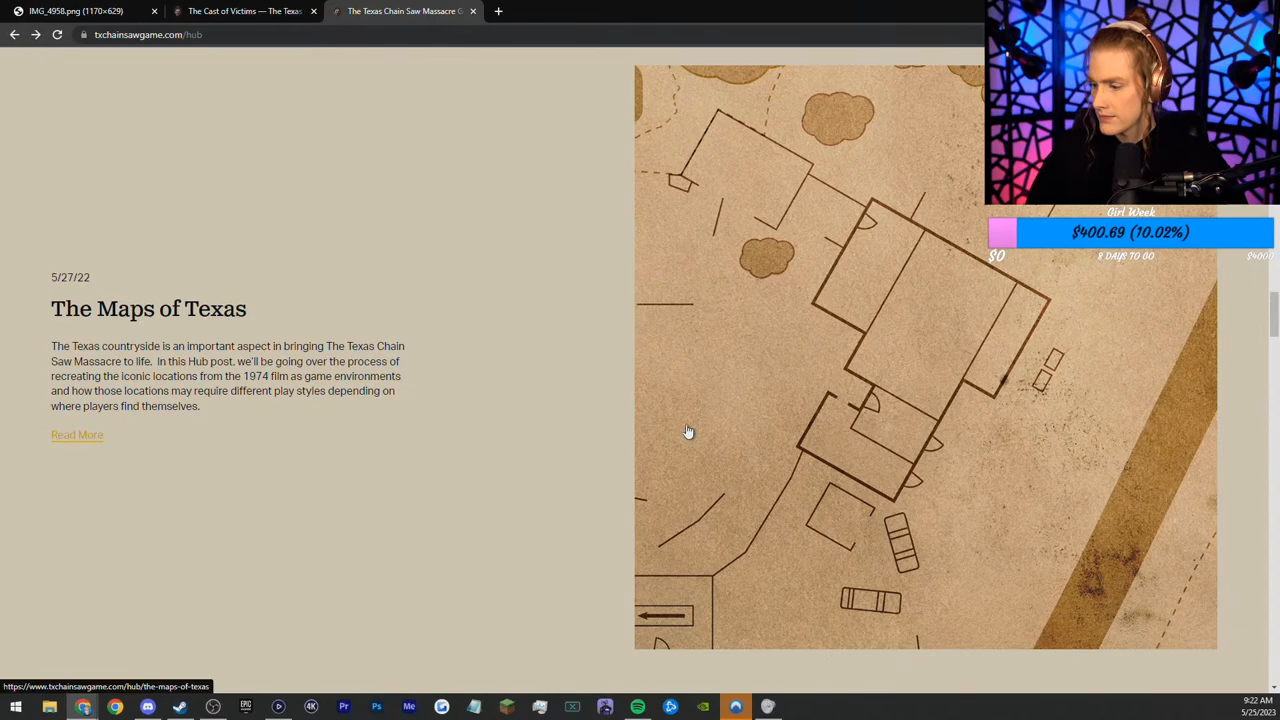 IMG_4958.png (1170×629)
The Cast of Victims — The Texas
The Texas Chain Saw Massacre G
txchainsawgame.com/hub
Girl Week
$400.69 (10.02%)
$0
8 DAYS TO GO
$4000
5/27/22
The Maps of Texas
The Texas countryside is an important aspect in bringing The Texas Chain
Saw Massacre to life. In this Hub post, we'll be going over the process of
recreating the iconic locations from the 1974 film as game environments
and how those locations may require different play styles depending on
where players find themselves.
Read More
https://www.txchainsawgame.com/hub/the-maps-of-texas
EPIC
4K
Pr
Ps
Me
9:22 AM
5/25/2023